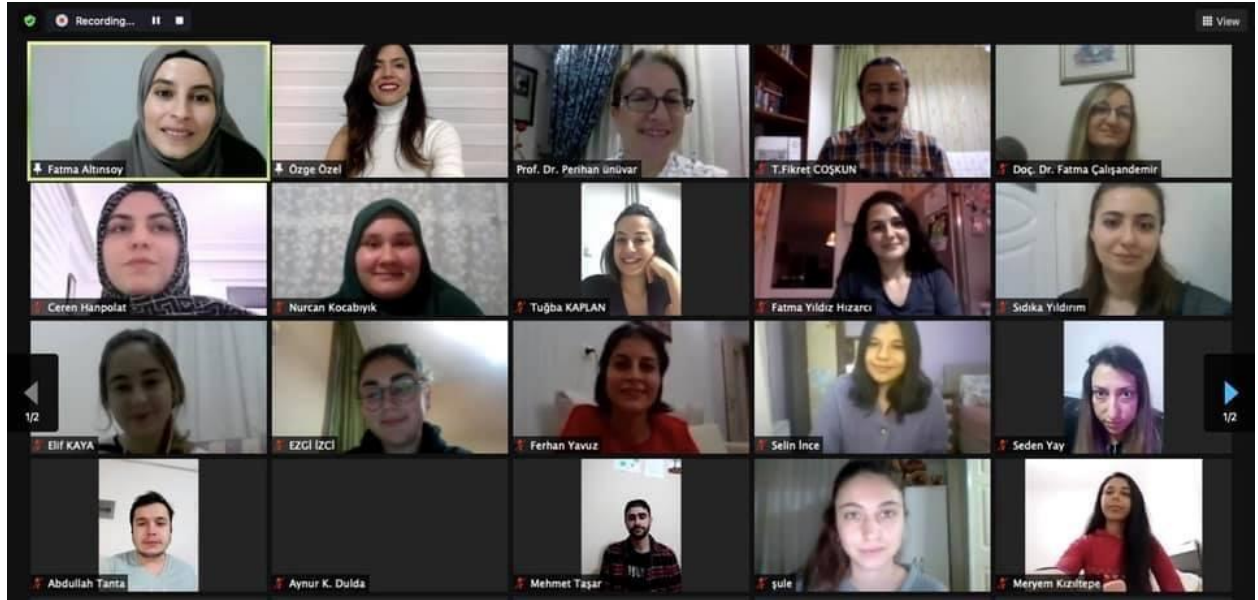 Recording...
View
Fatma Altınsoy
Özge Özel
Prof. Dr. Perihan ünüvar
T.Fikret COŞKUN
Doç. Dr. Fatma Çalışandemir
Ceren Hanpolat
Nurcan Kocabıyık
Tuğba KAPLAN
Fatma Yıldız Hızarcı
Sıdıka Yıldırım
1/2
1/2
Elif KAYA
EZGİ İZCİ
Ferhan Yavuz
Selin İnce
Seden Yay
Abdullah Tanta
Aynur K. Dulda
Mehmet Taşar
şule
Meryem Kızıltepe